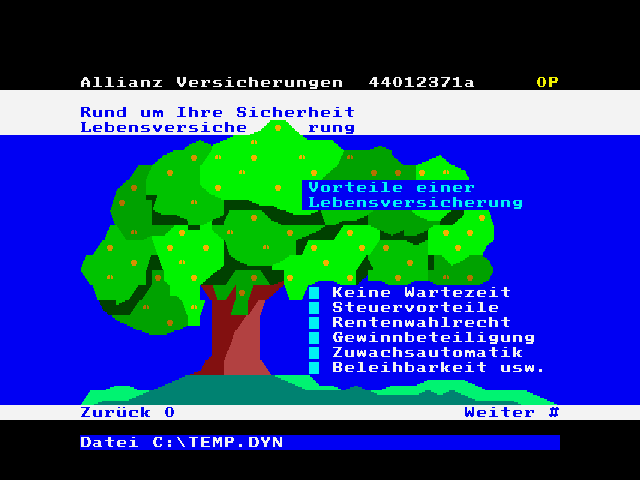 Allianz Versicherungen 44012371a 0P
Rund um Ihre Sicherheit
Lebensversiche rung
Vorteile einer
Lebensversicherung
Keine Wartezeit
Steuervorteile
Rentenwahlrecht
Gewinnbeteiligung
Zuwachsautomatik
Beleihbarkeit usw.
Zurück 0 Weiter #
Datei C:\TEMP.DYN